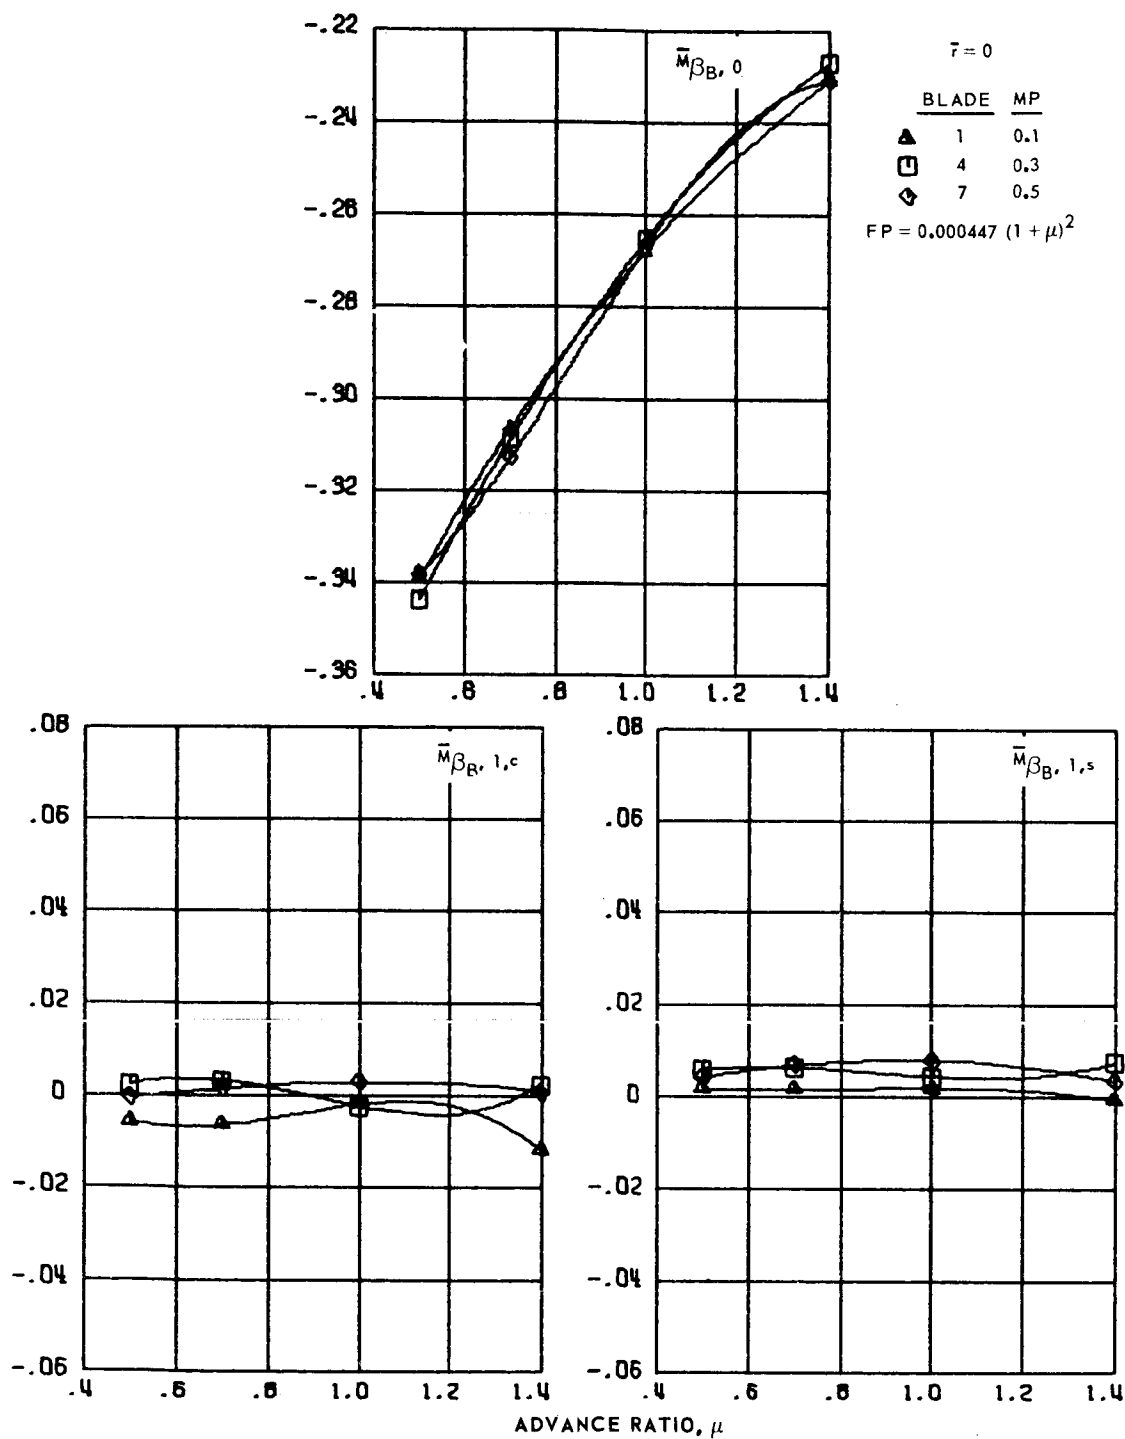 -.22
-.24
-.26
-.28
-.30
-.32
-.34
-.36
.4 .6 .8 1.0 1.2 1.4
M̅βB, 0
r̅ = 0
BLADE MP
1 0.1
4 0.3
7 0.5
FP = 0.000447 (1 + μ)²
.08
.06
.04
.02
0
-.02
-.04
-.06
.4 .6 .8 1.0 1.2 1.4
M̅βB, 1,c
.08
.06
.04
.02
0
-.02
-.04
-.06
.4 .6 .8 1.0 1.2 1.4
M̅βB, 1,s
ADVANCE RATIO, μ